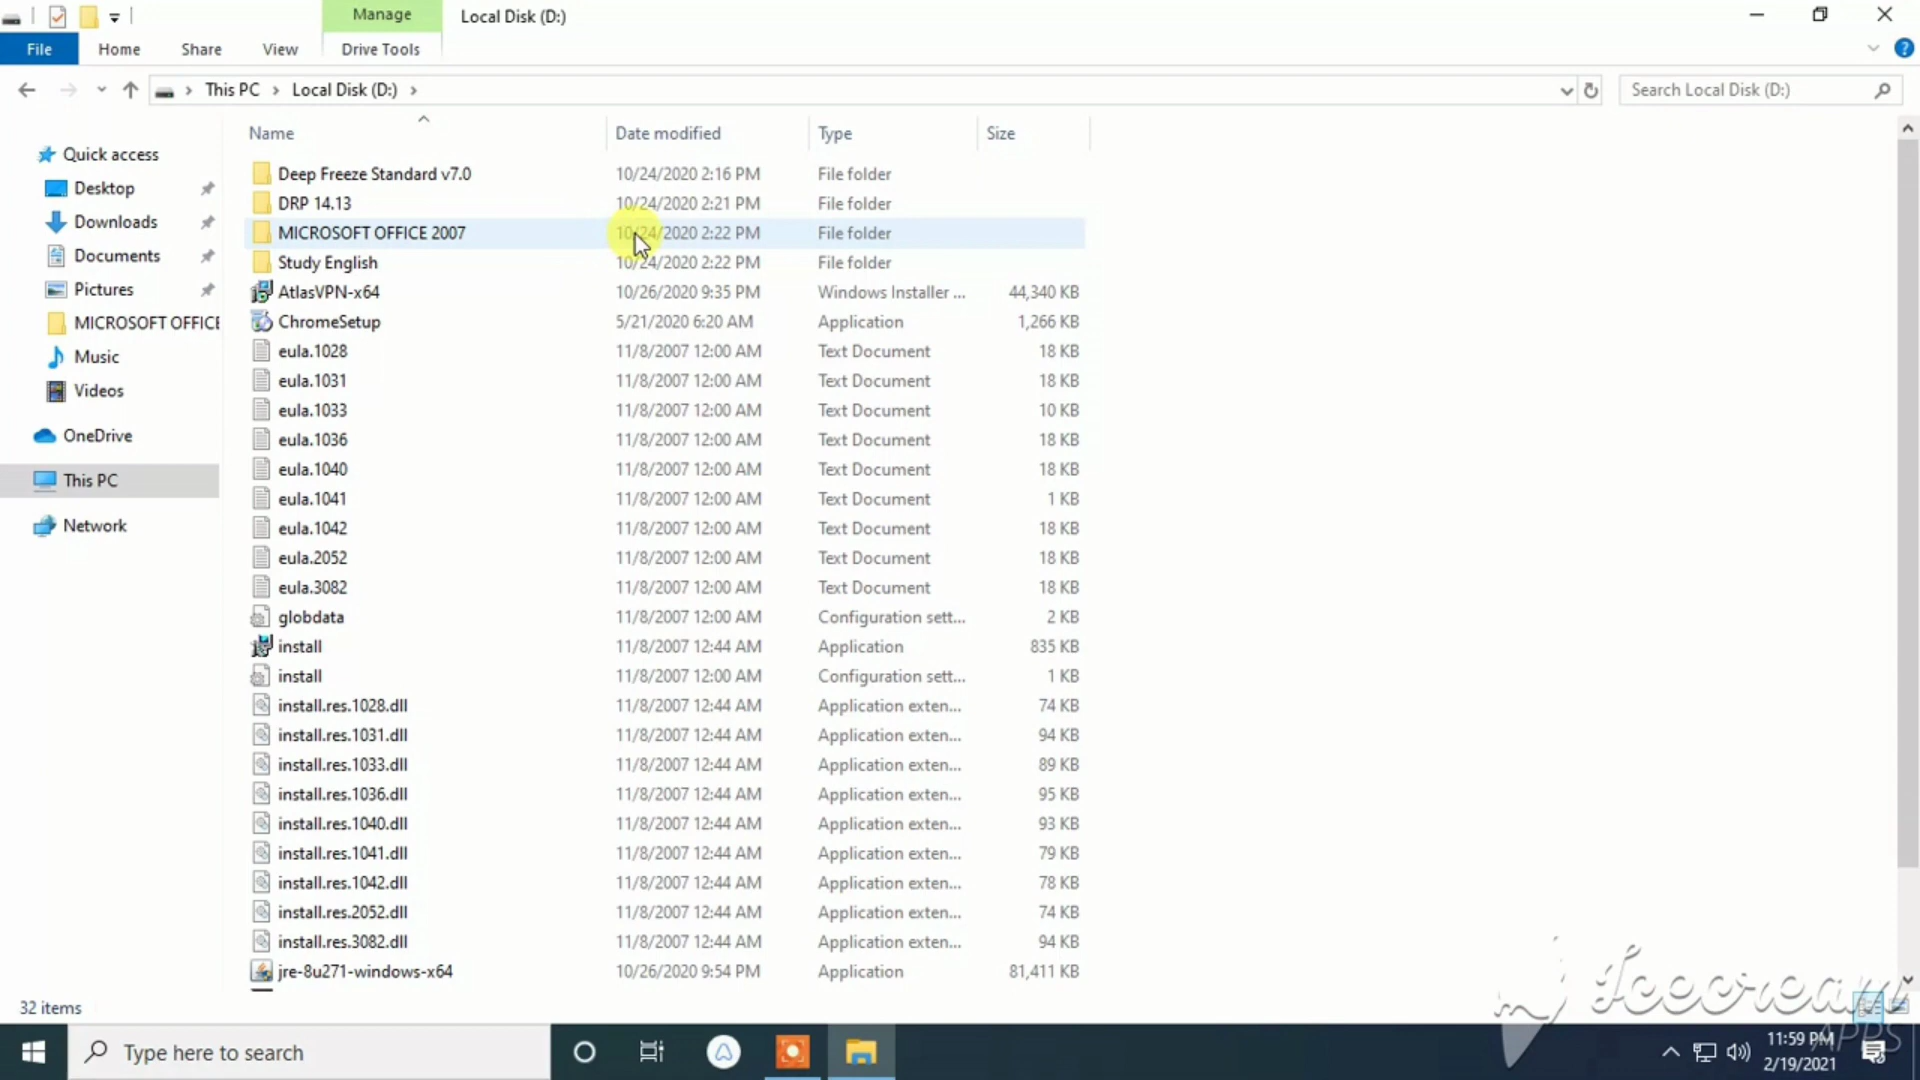 Manage
Local Disk (D:)
File
Home
Share
View
Drive Tools
This PC
Local Disk (D:)
Search Local Disk (D:)
Name
Date modified
Type
Size
Quick access
Desktop
Downloads
Documents
Pictures
MICROSOFT OFFICE
Music
Videos
OneDrive
This PC
Network
Deep Freeze Standard v7.0 10/24/2020 2:16 PM File folder
DRP 14.13 10/24/2020 2:21 PM File folder
MICROSOFT OFFICE 2007 10/24/2020 2:22 PM File folder
Study English 10/24/2020 2:22 PM File folder
AtlasVPN-x64 10/26/2020 9:35 PM Windows Installer ... 44,340 KB
ChromeSetup 5/21/2020 6:20 AM Application 1,266 KB
eula.1028 11/8/2007 12:00 AM Text Document 18 KB
eula.1031 11/8/2007 12:00 AM Text Document 18 KB
eula.1033 11/8/2007 12:00 AM Text Document 10 KB
eula.1036 11/8/2007 12:00 AM Text Document 18 KB
eula.1040 11/8/2007 12:00 AM Text Document 18 KB
eula.1041 11/8/2007 12:00 AM Text Document 1 KB
eula.1042 11/8/2007 12:00 AM Text Document 18 KB
eula.2052 11/8/2007 12:00 AM Text Document 18 KB
eula.3082 11/8/2007 12:00 AM Text Document 18 KB
globdata 11/8/2007 12:00 AM Configuration sett... 2 KB
install 11/8/2007 12:44 AM Application 835 KB
install 11/8/2007 12:00 AM Configuration sett... 1 KB
install.res.1028.dll 11/8/2007 12:44 AM Application exten... 74 KB
install.res.1031.dll 11/8/2007 12:44 AM Application exten... 94 KB
install.res.1033.dll 11/8/2007 12:44 AM Application exten... 89 KB
install.res.1036.dll 11/8/2007 12:44 AM Application exten... 95 KB
install.res.1040.dll 11/8/2007 12:44 AM Application exten... 93 KB
install.res.1041.dll 11/8/2007 12:44 AM Application exten... 79 KB
install.res.1042.dll 11/8/2007 12:44 AM Application exten... 78 KB
install.res.2052.dll 11/8/2007 12:44 AM Application exten... 74 KB
install.res.3082.dll 11/8/2007 12:44 AM Application exten... 94 KB
jre-8u271-windows-x64 10/26/2020 9:54 PM Application 81,411 KB
32 items
Icecream
APPS
Type here to search
11:59 PM
2/19/2021